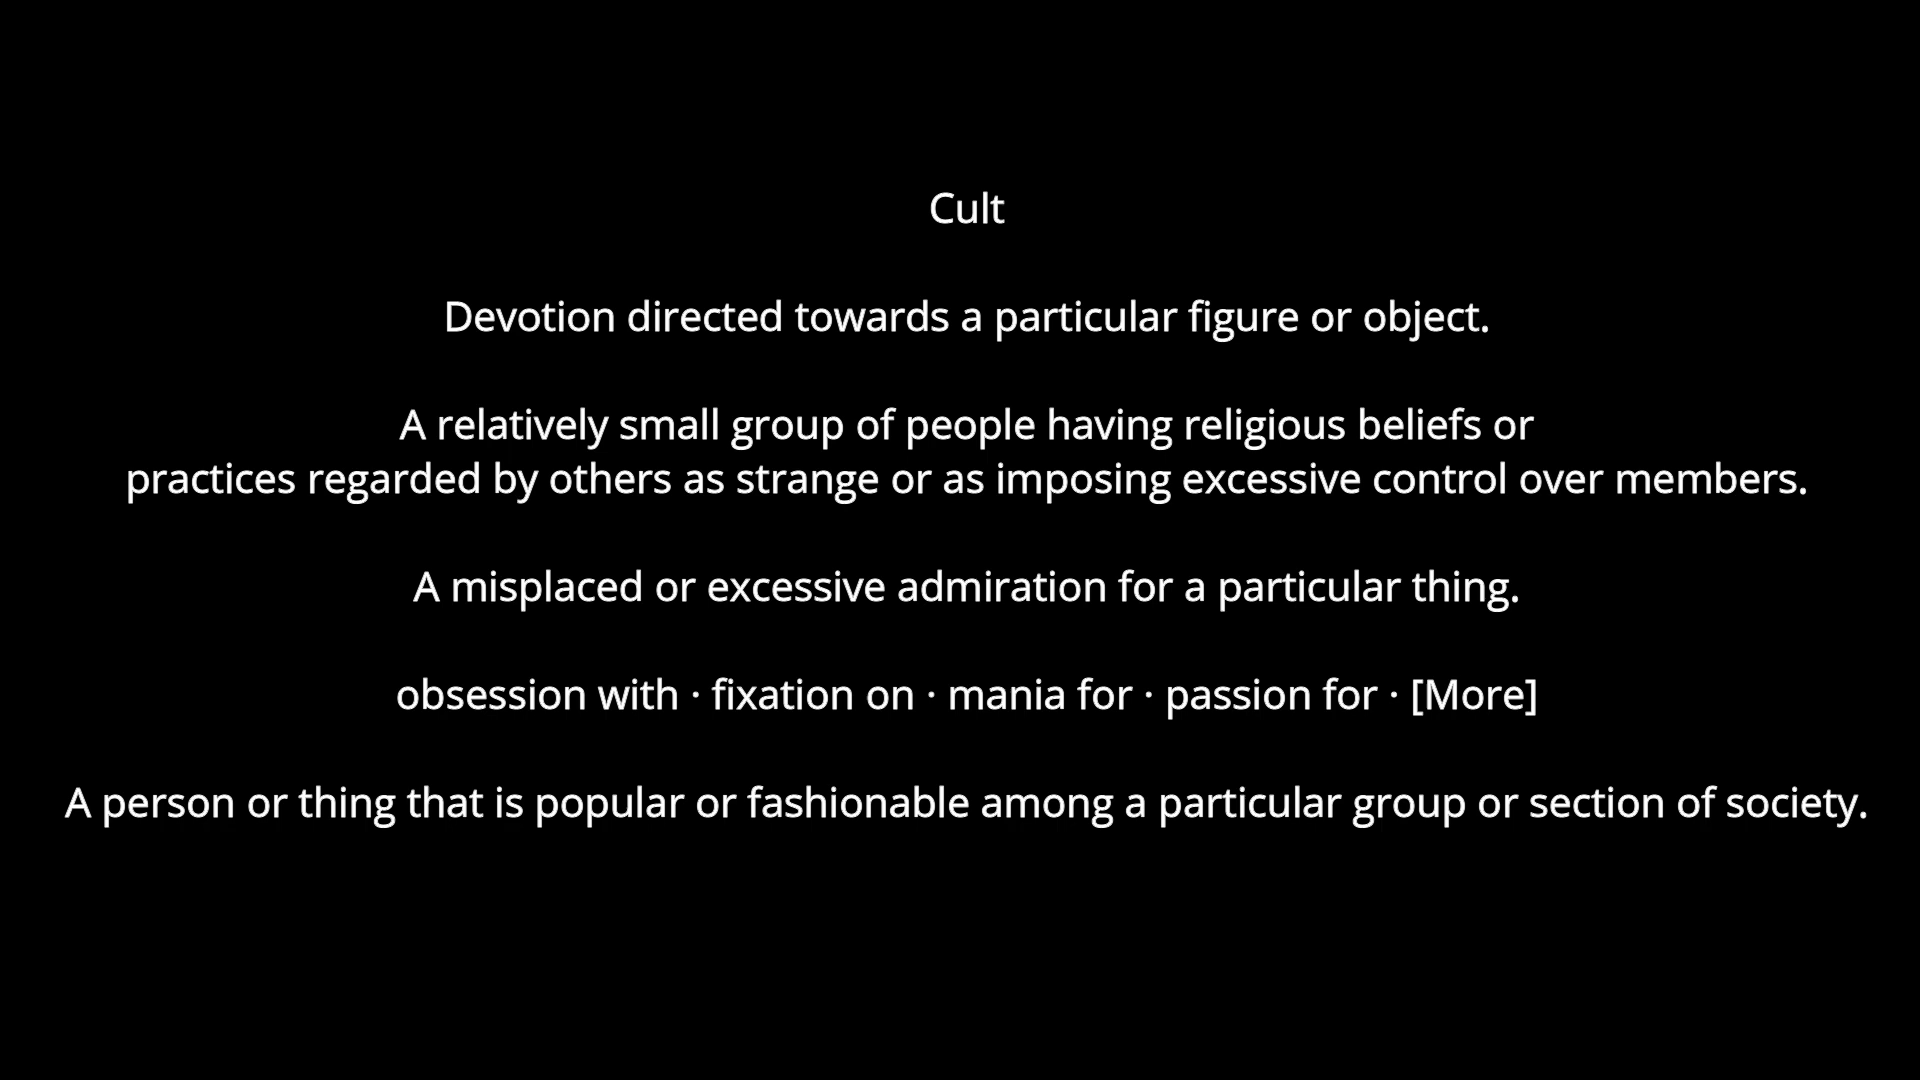 Cult
Devotion directed towards a particular figure or object.
A relatively small group of people having religious beliefs or
practices regarded by others as strange or as imposing excessive control over members.
A misplaced or excessive admiration for a particular thing.
obsession with · fixation on · mania for · passion for · [More]
A person or thing that is popular or fashionable among a particular group or section of society.